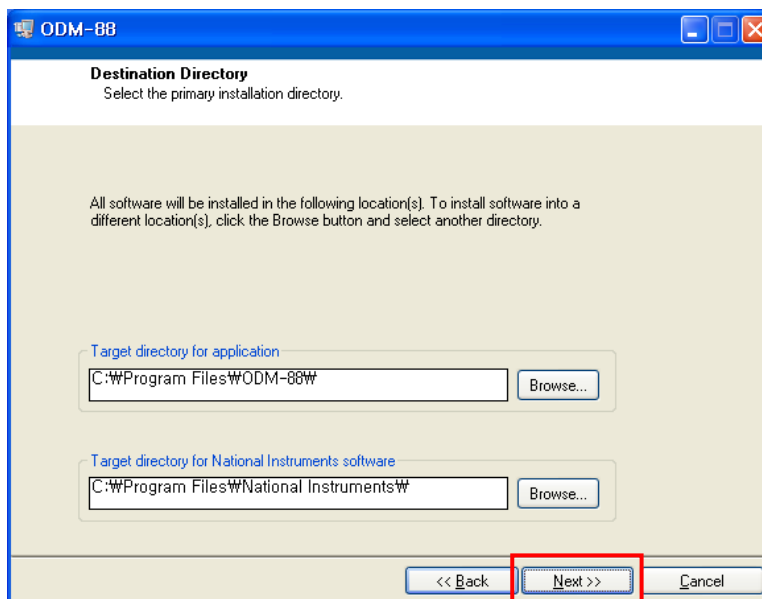 ODM-88
Destination Directory
Select the primary installation directory.
All software will be installed in the following location(s). To install software into a
different location(s), click the Browse button and select another directory.
Target directory for application
C:₩Program Files₩ODM-88₩
Browse...
Target directory for National Instruments software
C:₩Program Files₩National Instruments₩
Browse...
<< Back
Next >>
Cancel